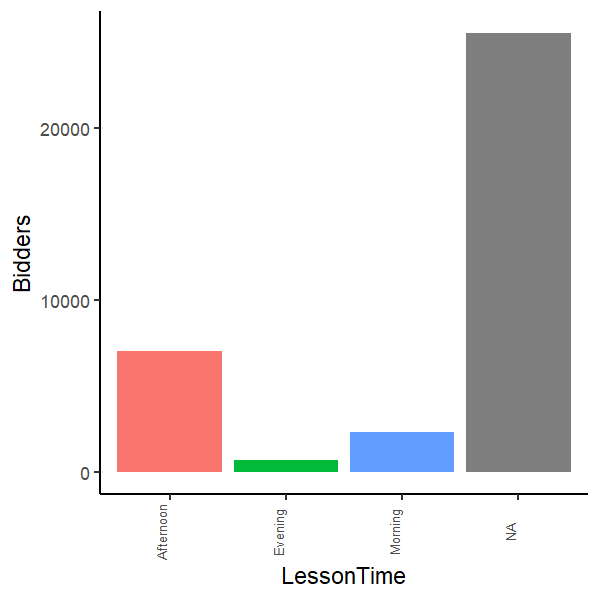 Bidders
20000
10000
0
Afternoon
Evening
Morning
NA
LessonTime